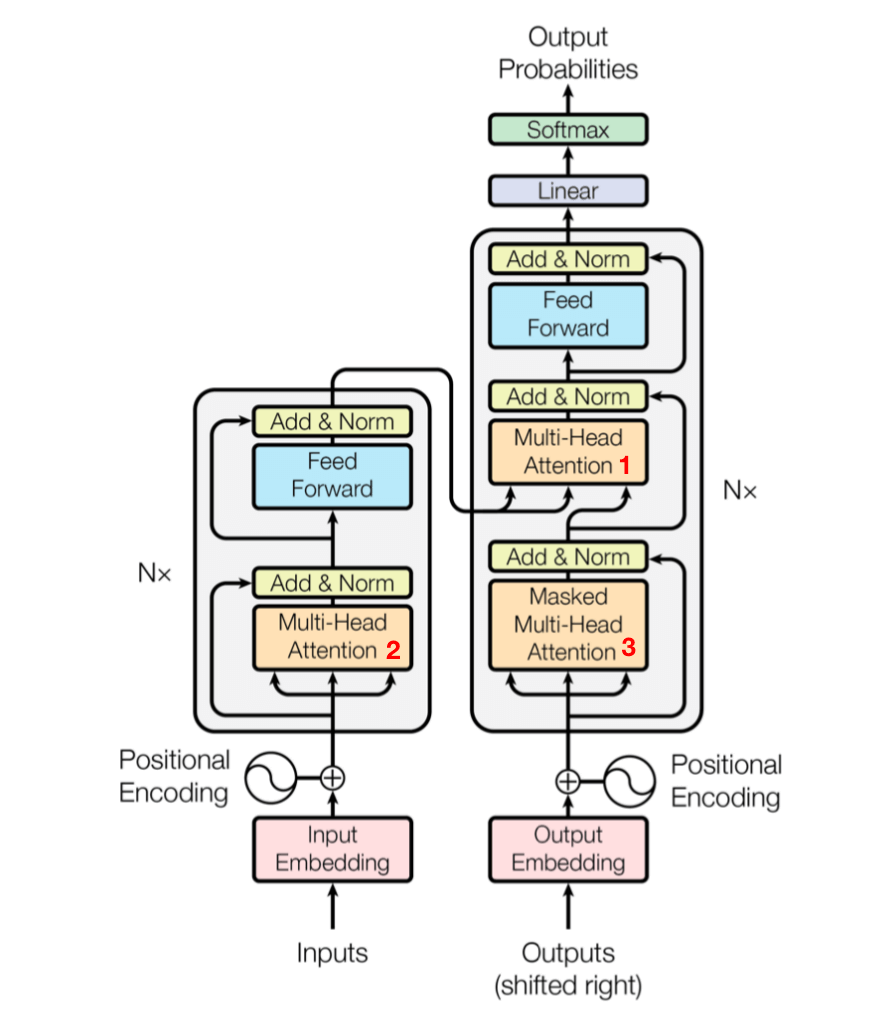 Output
Probabilities
Softmax
Linear
Add & Norm
Feed
Forward
Add & Norm
Multi-Head
Attention 1
Add & Norm
Masked
Multi-Head
Attention 3
Nx
Add & Norm
Feed
Forward
Add & Norm
Multi-Head
Attention 2
Nx
Positional
Encoding
Positional
Encoding
Input
Embedding
Output
Embedding
Inputs
Outputs
(shifted right)